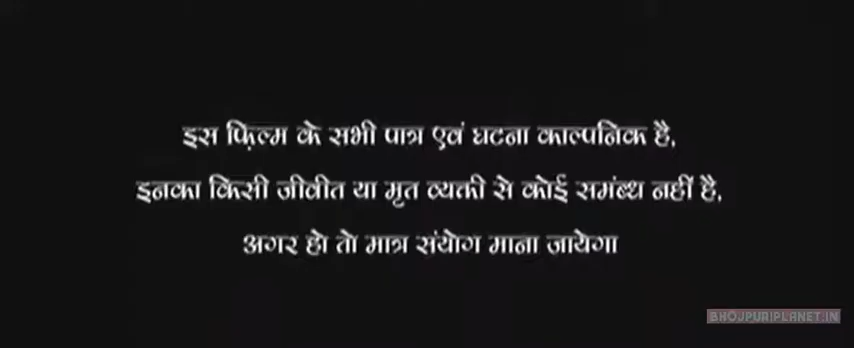 इस फ़िल्म के सभी पात्र एवं घटना काल्पनिक है,
इनका किसी जीवीत या मृत व्यक्ती से कोई समंब्ध नहीं है,
अगर हो तो मात्र संयोग माना जायेगा
BHOJPURIPLANET.IN